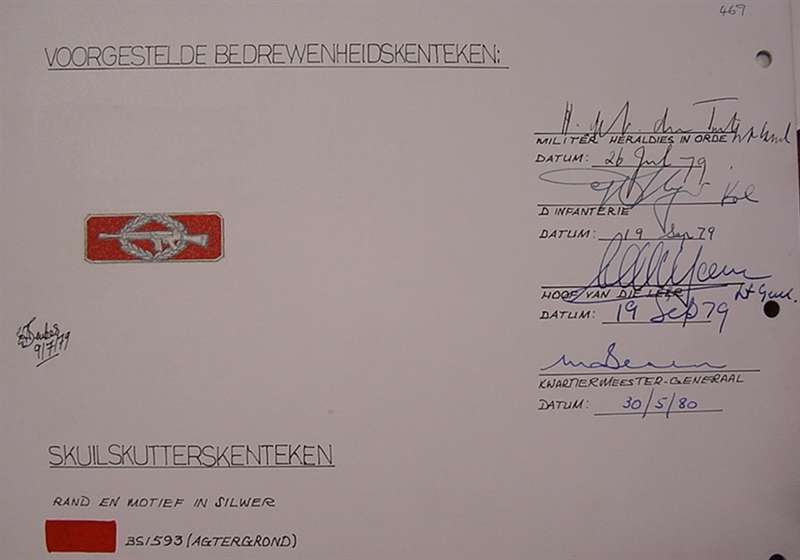 469
VOORGESTELDE BEDREWENHEIDSKENTEKEN:
MILITÊR HERALDIES IN ORDE
DATUM: 26 Jul 79
Kol
D INFANTERIE
DATUM: 19 Sep 79
HOOF VAN DIE LEËR
DATUM: 19 Sep 79
KWARTIERMEESTER-GENERAAL
DATUM: 30/5/80
9/7/79
SKUILSKUTTERSKENTEKEN
RAND EN MOTIEF IN SILWER
BS1593 (AGTERGROND)